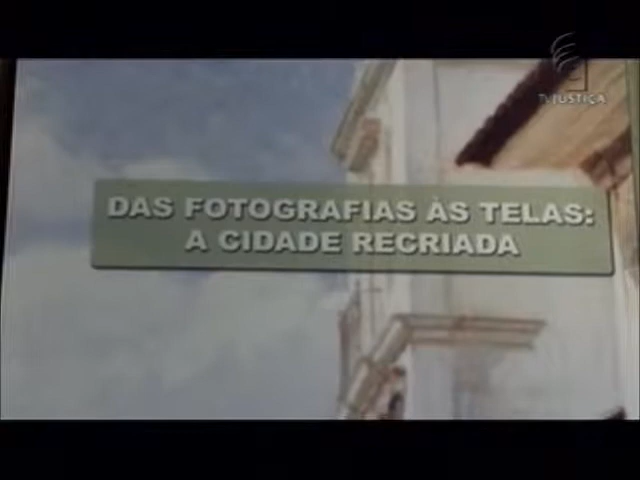 TV JUSTIÇA
DAS FOTOGRAFIAS ÀS TELAS:
A CIDADE RECRIADA